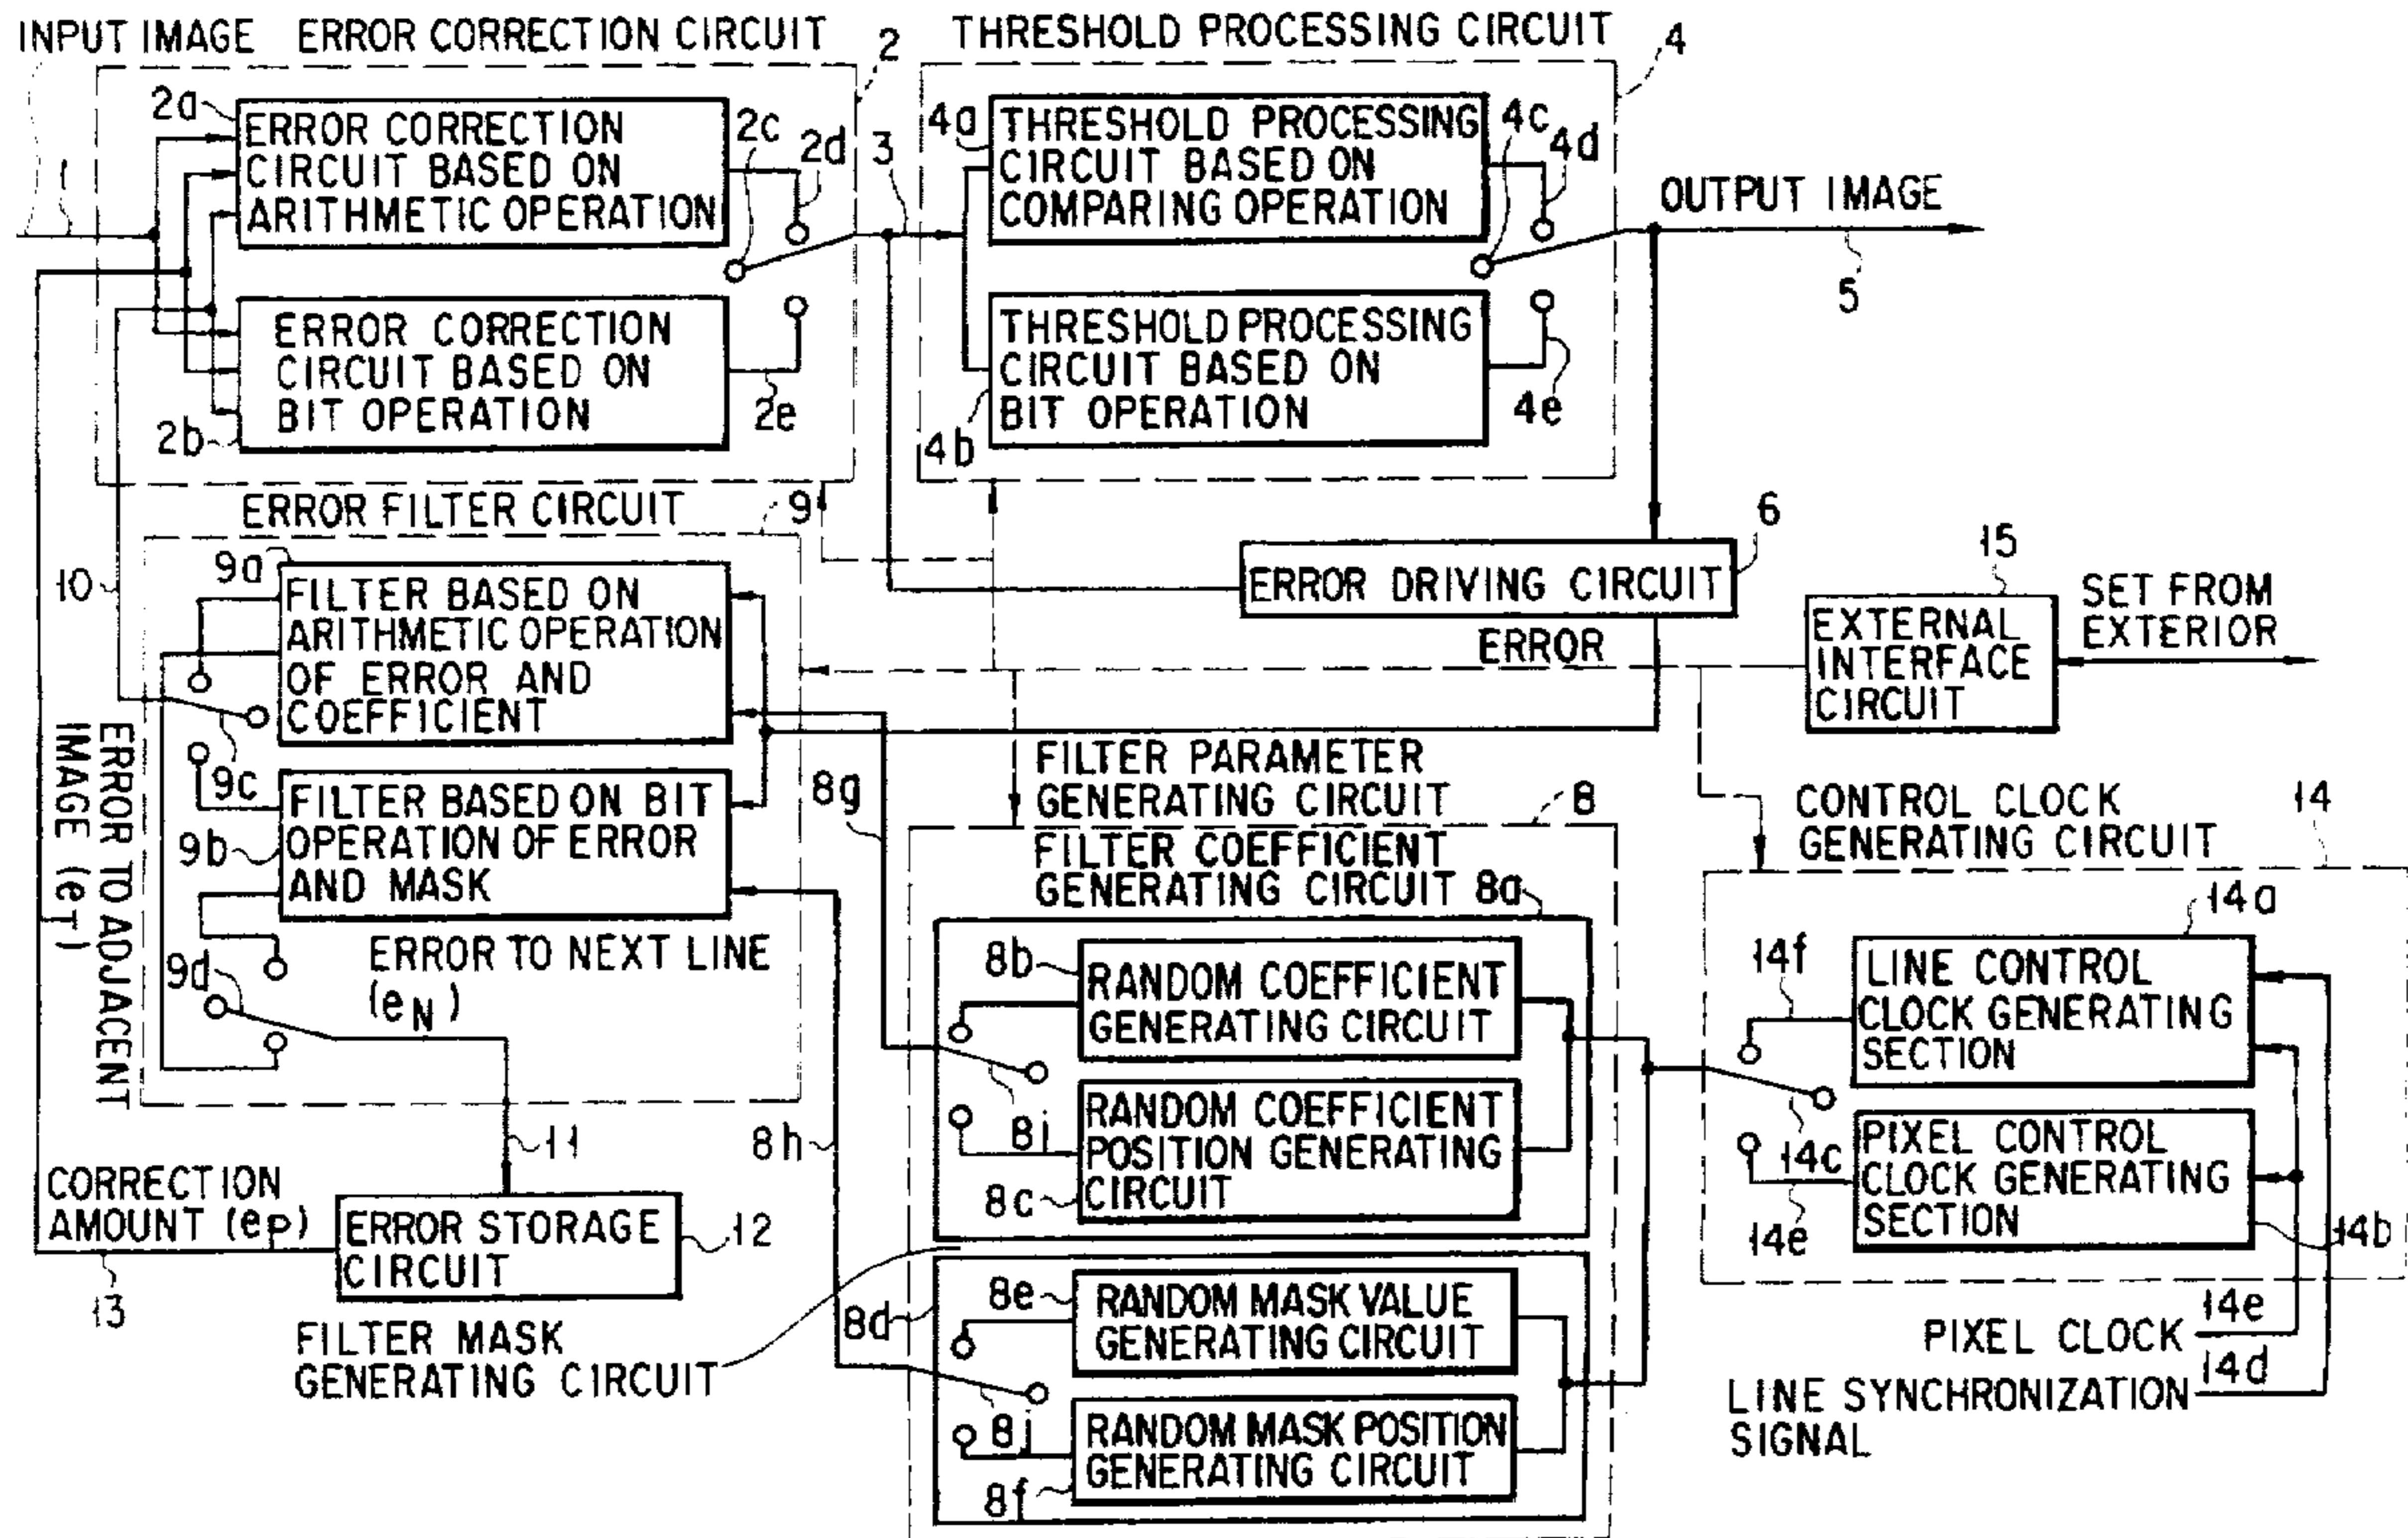 INPUT IMAGE
ERROR CORRECTION CIRCUIT
2
THRESHOLD PROCESSING CIRCUIT
4
1
2a
ERROR CORRECTION
CIRCUIT BASED ON
ARITHMETIC OPERATION
2c
2d
3
2b
ERROR CORRECTION
CIRCUIT BASED ON
BIT OPERATION
2e
4a
THRESHOLD PROCESSING
CIRCUIT BASED ON
COMPARING OPERATION
4c
4d
4b
THRESHOLD PROCESSING
CIRCUIT BASED ON
BIT OPERATION
4e
OUTPUT IMAGE
5
ERROR FILTER CIRCUIT
9
10
9a
FILTER BASED ON
ARITHMETIC OPERATION
OF ERROR AND
COEFFICIENT
9c
9b
FILTER BASED ON BIT
OPERATION OF ERROR
AND MASK
9d
ERROR TO NEXT LINE
(eN)
ERROR TO ADJACENT
IMAGE (eT)
6
ERROR DRIVING CIRCUIT
ERROR
15
EXTERNAL
INTERFACE
CIRCUIT
SET FROM
EXTERIOR
11
CORRECTION
AMOUNT (eP)
13
ERROR STORAGE
CIRCUIT
12
FILTER MASK
GENERATING CIRCUIT
8g
8h
FILTER PARAMETER
GENERATING CIRCUIT
8
FILTER COEFFICIENT
GENERATING CIRCUIT 8a
8b
RANDOM COEFFICIENT
GENERATING CIRCUIT
8i
RANDOM COEFFICIENT
POSITION GENERATING
CIRCUIT
8c
8d
8e
RANDOM MASK VALUE
GENERATING CIRCUIT
8j
RANDOM MASK POSITION
GENERATING CIRCUIT
8f
CONTROL CLOCK
GENERATING CIRCUIT
14
14a
14f
LINE CONTROL
CLOCK GENERATING
SECTION
14c
14e
PIXEL CONTROL
CLOCK GENERATING
SECTION
14b
PIXEL CLOCK
14e
14d
LINE SYNCHRONIZATION
SIGNAL